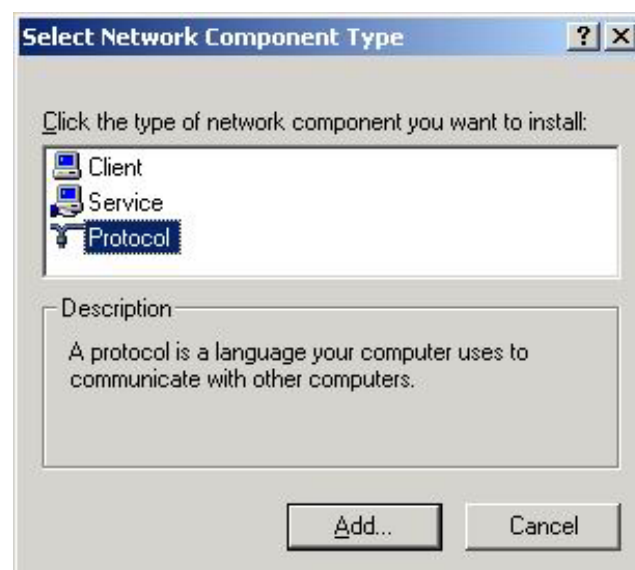 Select Network Component Type
Click the type of network component you want to install:
Client
Service
Protocol
Description
A protocol is a language your computer uses to
communicate with other computers.
Add...
Cancel